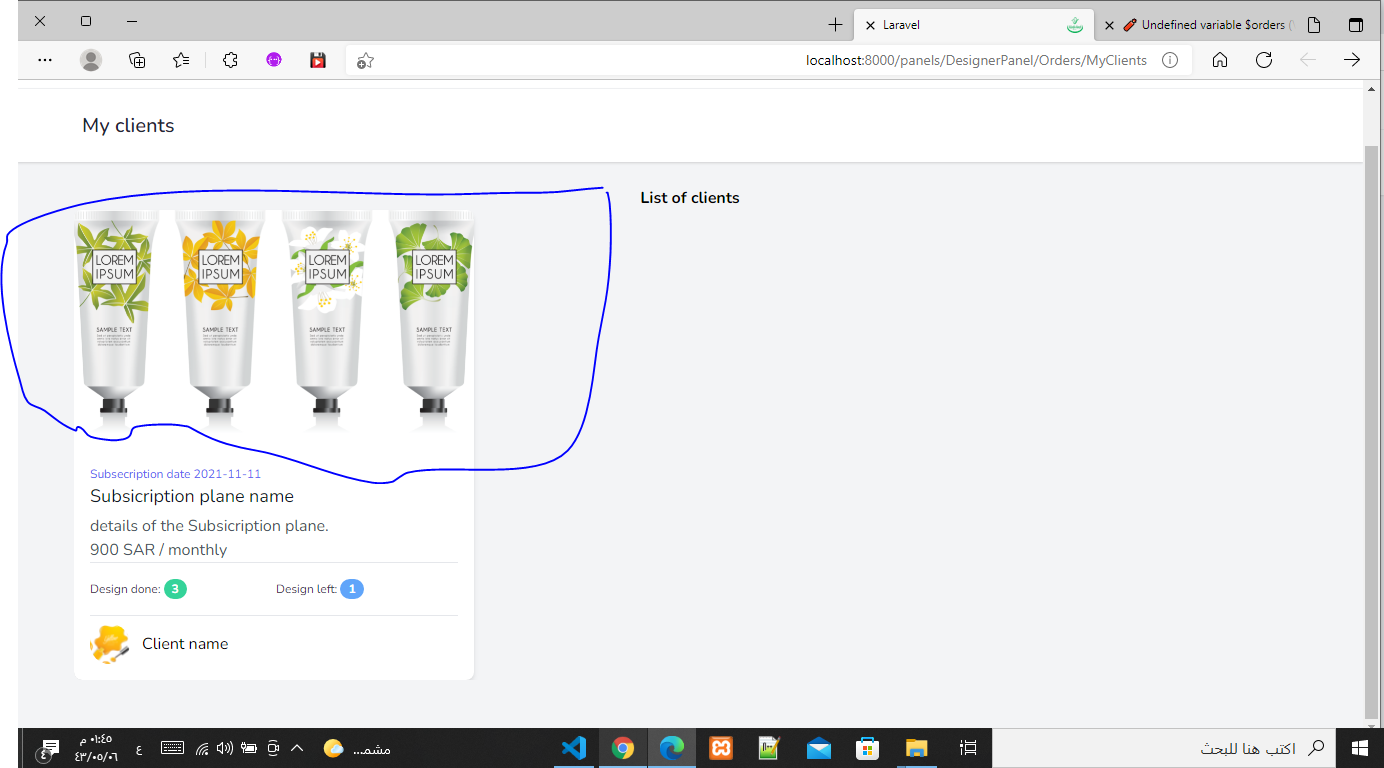 Laravel
Undefined variable $orders (
localhost:8000/panels/DesignerPanel/Orders/MyClients
My clients
List of clients
LOREM IPSUM
LOREM IPSUM
LOREM IPSUM
LOREM IPSUM
SAMPLE TEXT
SAMPLE TEXT
SAMPLE TEXT
SAMPLE TEXT
Subsecription date 2021-11-11
Subsicription plane name
details of the Subsicription plane.
900 SAR / monthly
Design done: 3
Design left: 1
Client name
٠١:٤٥ م
٤٣/٠٥/٠٦
٤
ع
مشمـ...
اكتب هنا للبحث